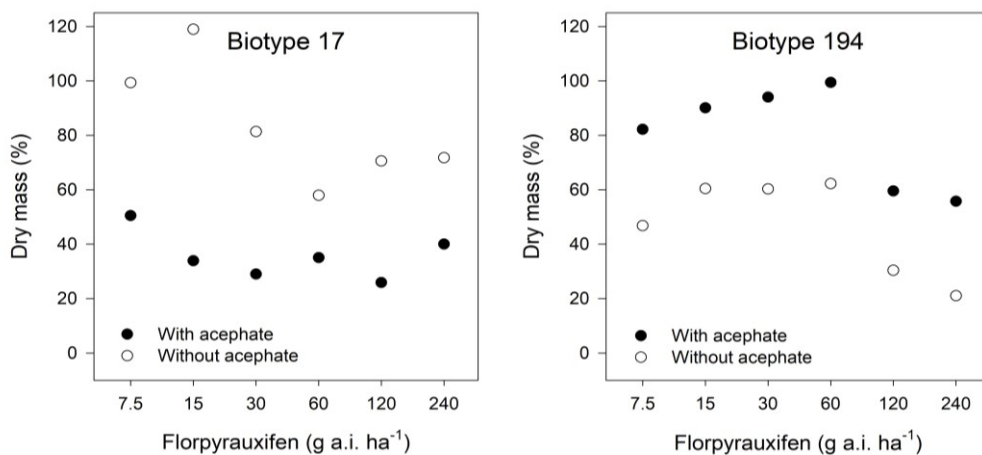 Biotype 17
Dry mass (%)
120
100
80
60
40
20
0
With acephate
Without acephate
7.5 15 30 60 120 240
Florpyrauxifen (g a.i. ha⁻¹)
Biotype 194
Dry mass (%)
120
100
80
60
40
20
0
With acephate
Without acephate
7.5 15 30 60 120 240
Florpyrauxifen (g a.i. ha⁻¹)